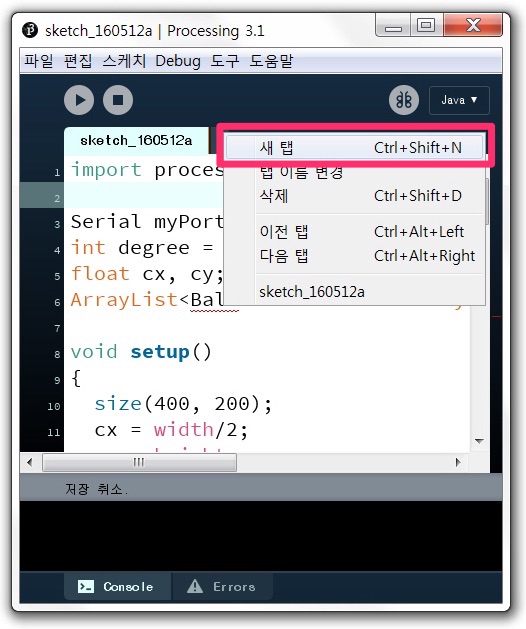 sketch_160512a | Processing 3.1
파일 편집 스케치 Debug 도구 도움말
Java ▼
sketch_160512a
새 탭 Ctrl+Shift+N
탭 이름 변경
삭제 Ctrl+Shift+D
이전 탭 Ctrl+Alt+Left
다음 탭 Ctrl+Alt+Right
sketch_160512a
1 import proces
2
3 Serial myPort
4 int degree =
5 float cx, cy;
6 ArrayList<Ball
7
8 void setup()
9 {
10 size(400, 200);
11 cx = width/2;
저장 취소.
Console
Errors